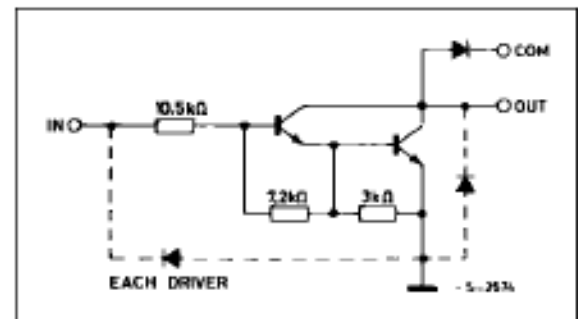 COM
10.5kΩ
OUT
IN
7.2kΩ
3kΩ
EACH DRIVER